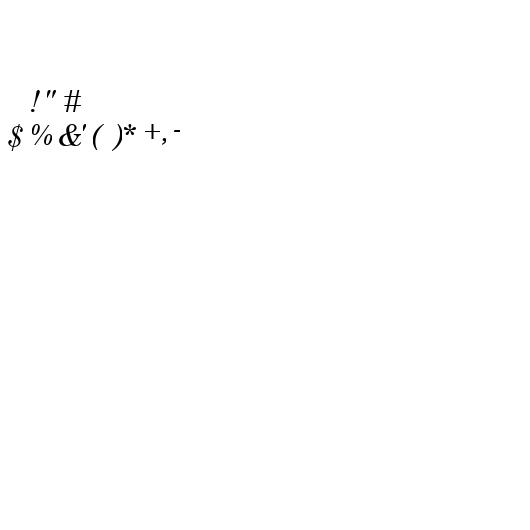 ! " #
$ % & ' ( ) * + , -